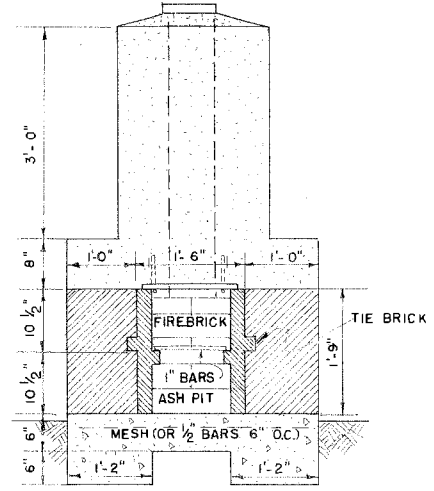 3'-0"
8"
1'-0"
1'-6"
1'-0"
10 1/2"
FIREBRICK
TIE BRICK
1'-9"
10 1/2"
1" BARS
ASH PIT
6"
MESH (OR 1/2" BARS 6" O.C.)
6"
1'-2"
1'-2"